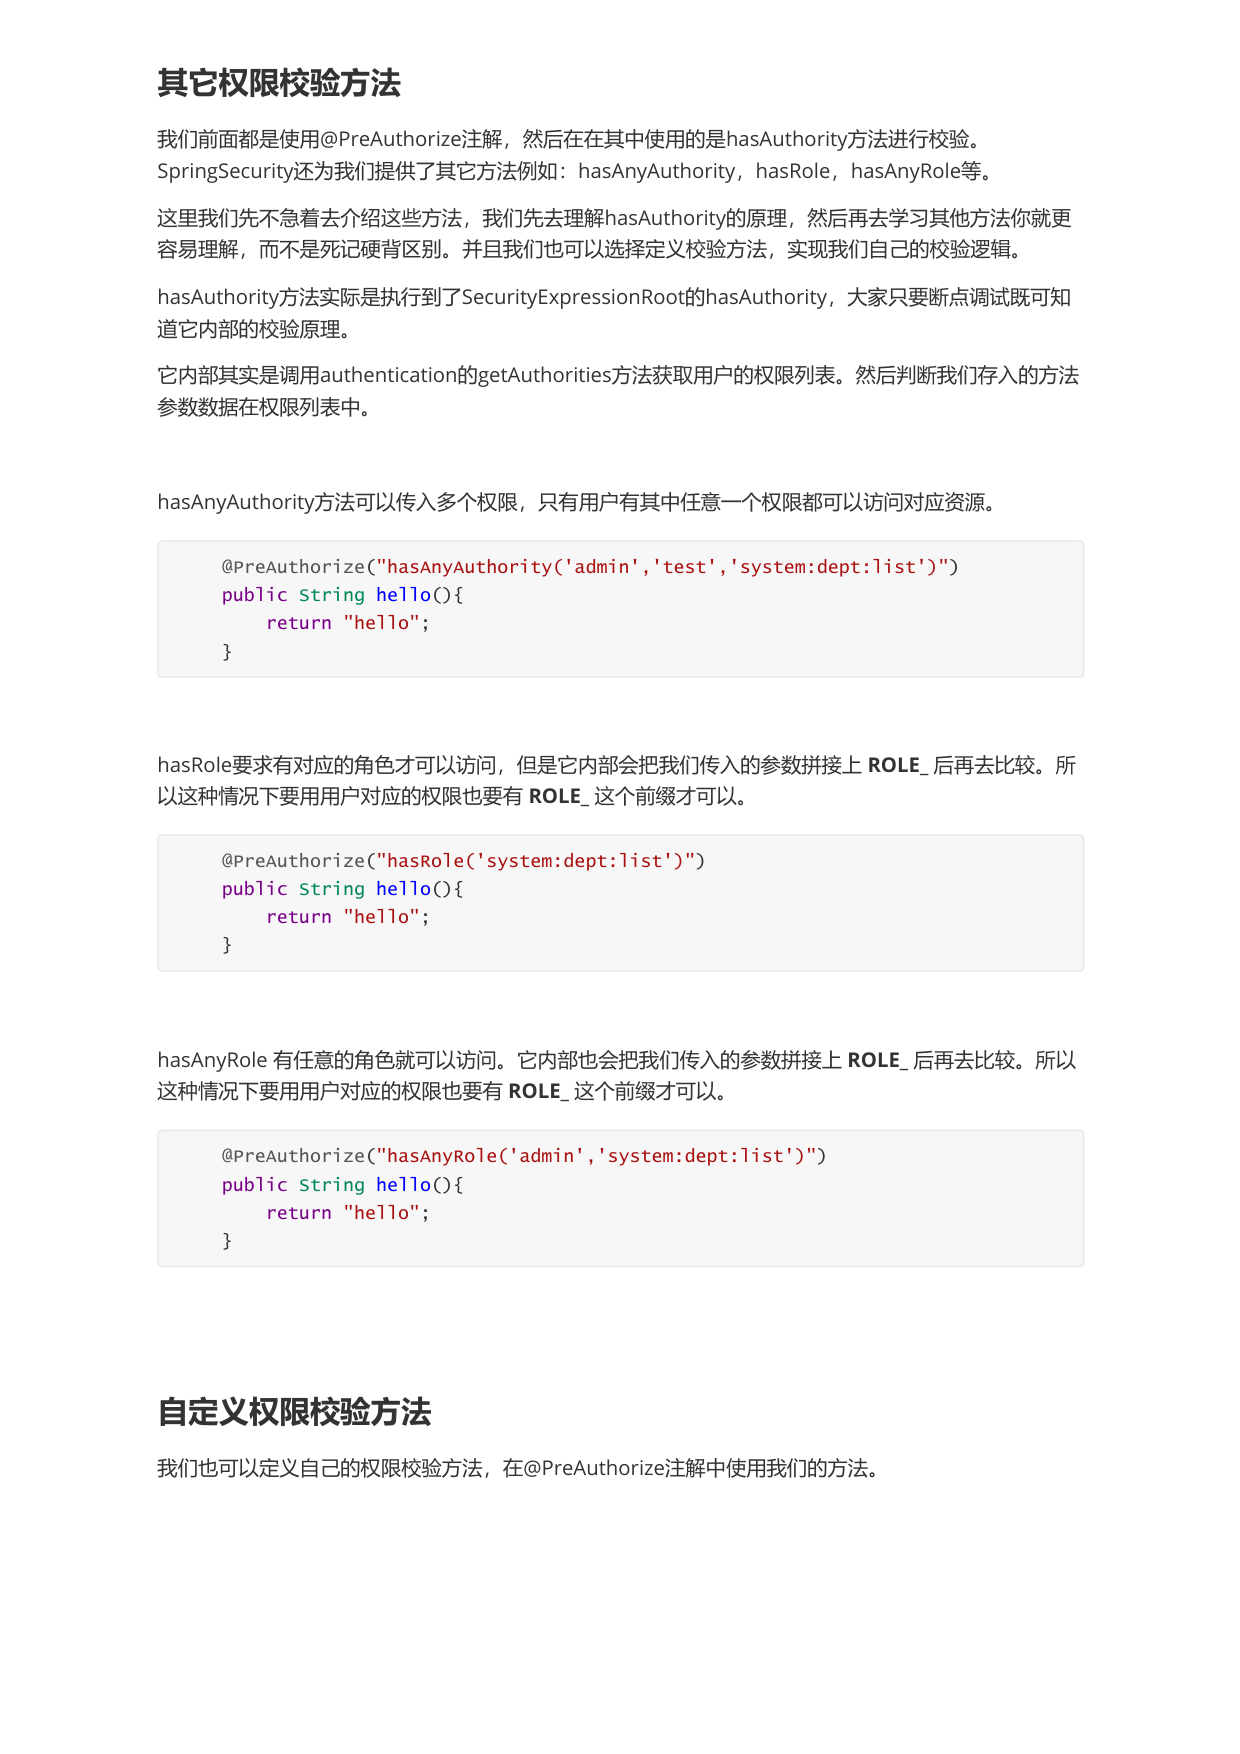 其它权限校验方法
我们前面都是使用@PreAuthorize注解，然后在在其中使用的是hasAuthority方法进行校验。
SpringSecurity还为我们提供了其它方法例如：hasAnyAuthority，hasRole，hasAnyRole等。
这里我们先不急着去介绍这些方法，我们先去理解hasAuthority的原理，然后再去学习其他方法你就更
容易理解，而不是死记硬背区别。并且我们也可以选择定义校验方法，实现我们自己的校验逻辑。
hasAuthority方法实际是执行到了SecurityExpressionRoot的hasAuthority，大家只要断点调试既可知
道它内部的校验原理。
它内部其实是调用authentication的getAuthorities方法获取用户的权限列表。然后判断我们存入的方法
参数数据在权限列表中。
hasAnyAuthority方法可以传入多个权限，只有用户有其中任意一个权限都可以访问对应资源。
@PreAuthorize("hasAnyAuthority('admin','test','system:dept:list')")
public String hello(){
return "hello";
}
hasRole要求有对应的角色才可以访问，但是它内部会把我们传入的参数拼接上 ROLE_ 后再去比较。所
以这种情况下要用用户对应的权限也要有 ROLE_ 这个前缀才可以。
@PreAuthorize("hasRole('system:dept:list')")
public String hello(){
return "hello";
}
hasAnyRole 有任意的角色就可以访问。它内部也会把我们传入的参数拼接上 ROLE_ 后再去比较。所以
这种情况下要用用户对应的权限也要有 ROLE_ 这个前缀才可以。
@PreAuthorize("hasAnyRole('admin','system:dept:list')")
public String hello(){
return "hello";
}
自定义权限校验方法
我们也可以定义自己的权限校验方法，在@PreAuthorize注解中使用我们的方法。